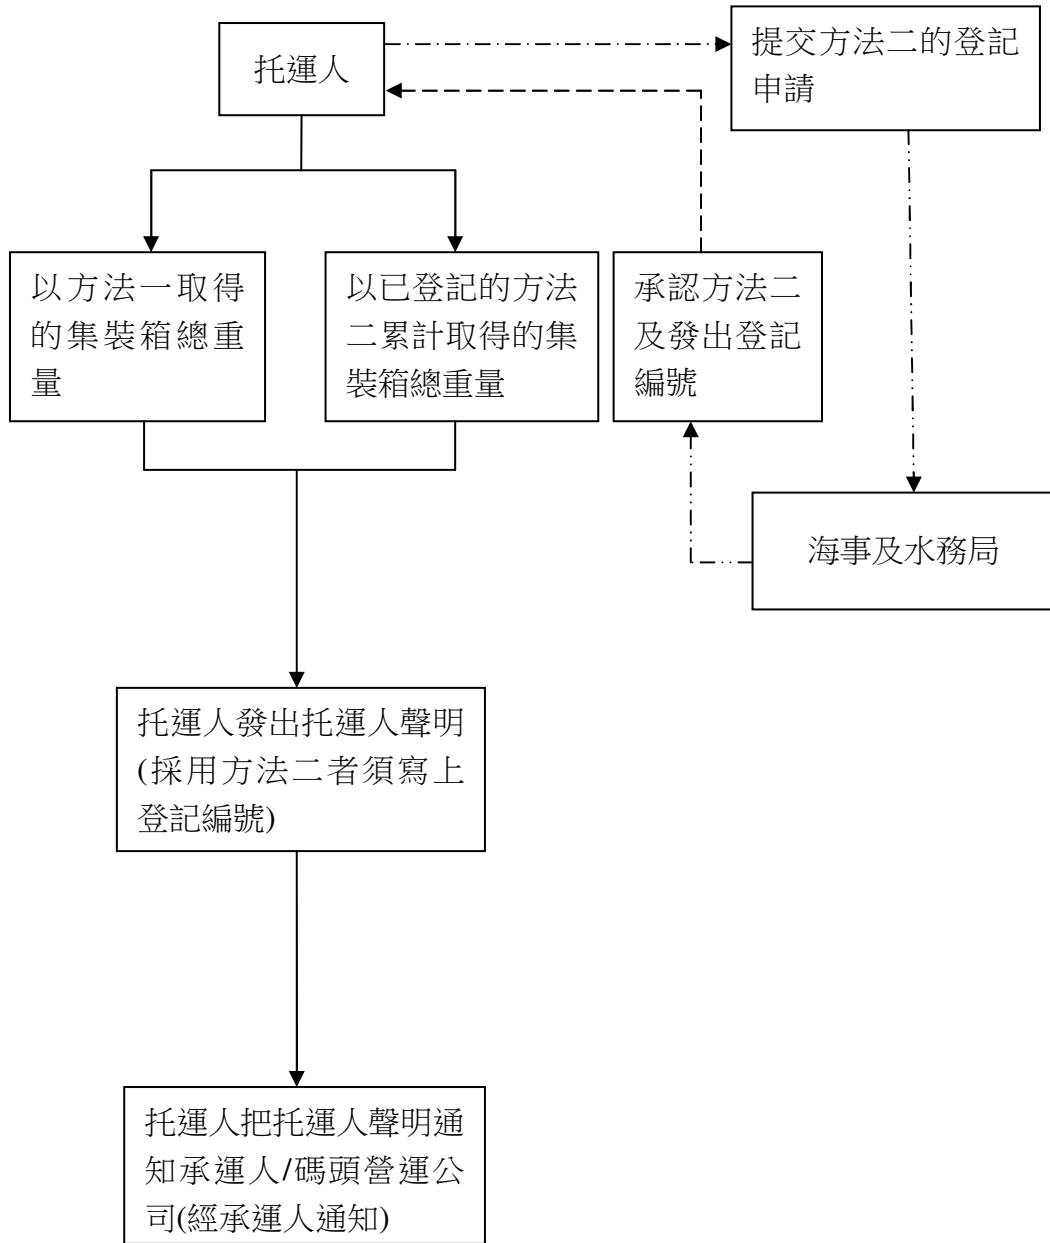 托運人
提交方法二的登記
申請
以方法一取得
的集裝箱總重
量
以已登記的方法
二累計取得的集
裝箱總重量
承認方法二
及發出登記
編號
海事及水務局
托運人發出托運人聲明
(採用方法二者須寫上
登記編號)
托運人把托運人聲明通
知承運人/碼頭營運公
司(經承運人通知)